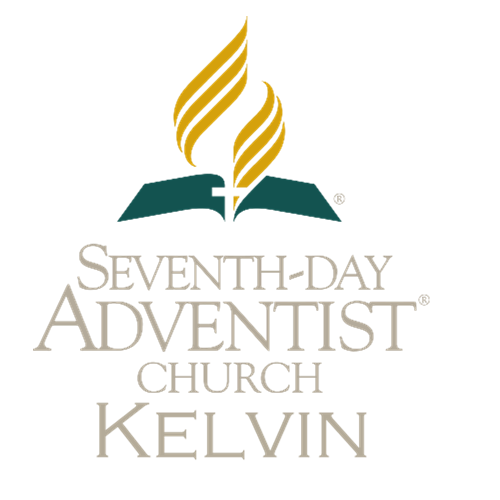 ®
SEVENTH-DAY
ADVENTIST®
CHURCH
KELVIN